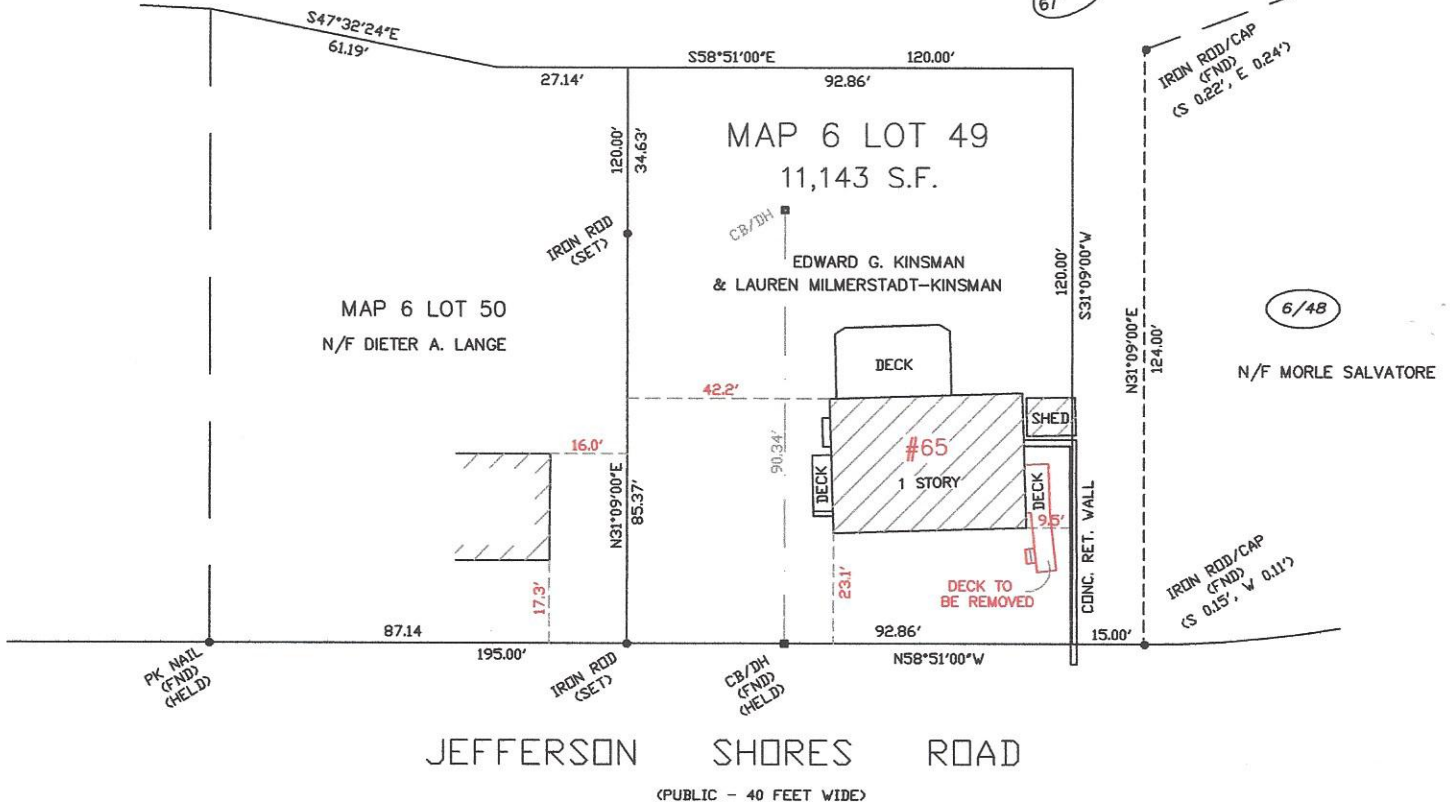 67
S47°32'24"E
61.19'
27.14'
S58°51'00"E
120.00'
92.86'
IRON ROD/CAP
(FND)
(S 0.22', E 0.24')
120.00'
34.63'
MAP 6 LOT 49
11,143 S.F.
CB/DH
IRON ROD
(SET)
EDWARD G. KINSMAN
& LAUREN MILMERSTADT-KINSMAN
120.00'
S31°09'00"W
N31°09'00"E
124.00'
6/48
N/F MORLE SALVATORE
MAP 6 LOT 50
N/F DIETER A. LANGE
DECK
42.2'
SHED
16.0'
90.34'
#65
1 STORY
DECK
DECK
9.5'
N31°09'00"E
85.37'
CONC. RET. WALL
17.3'
23.1'
DECK TO
BE REMOVED
IRON ROD/CAP
(FND)
(S 0.15', W 0.11')
87.14
195.00'
92.86'
N58°51'00"W
15.00'
PK NAIL
(FND)
(HELD)
IRON ROD
(SET)
CB/DH
(FND)
(HELD)
JEFFERSON SHORES ROAD
(PUBLIC - 40 FEET WIDE)